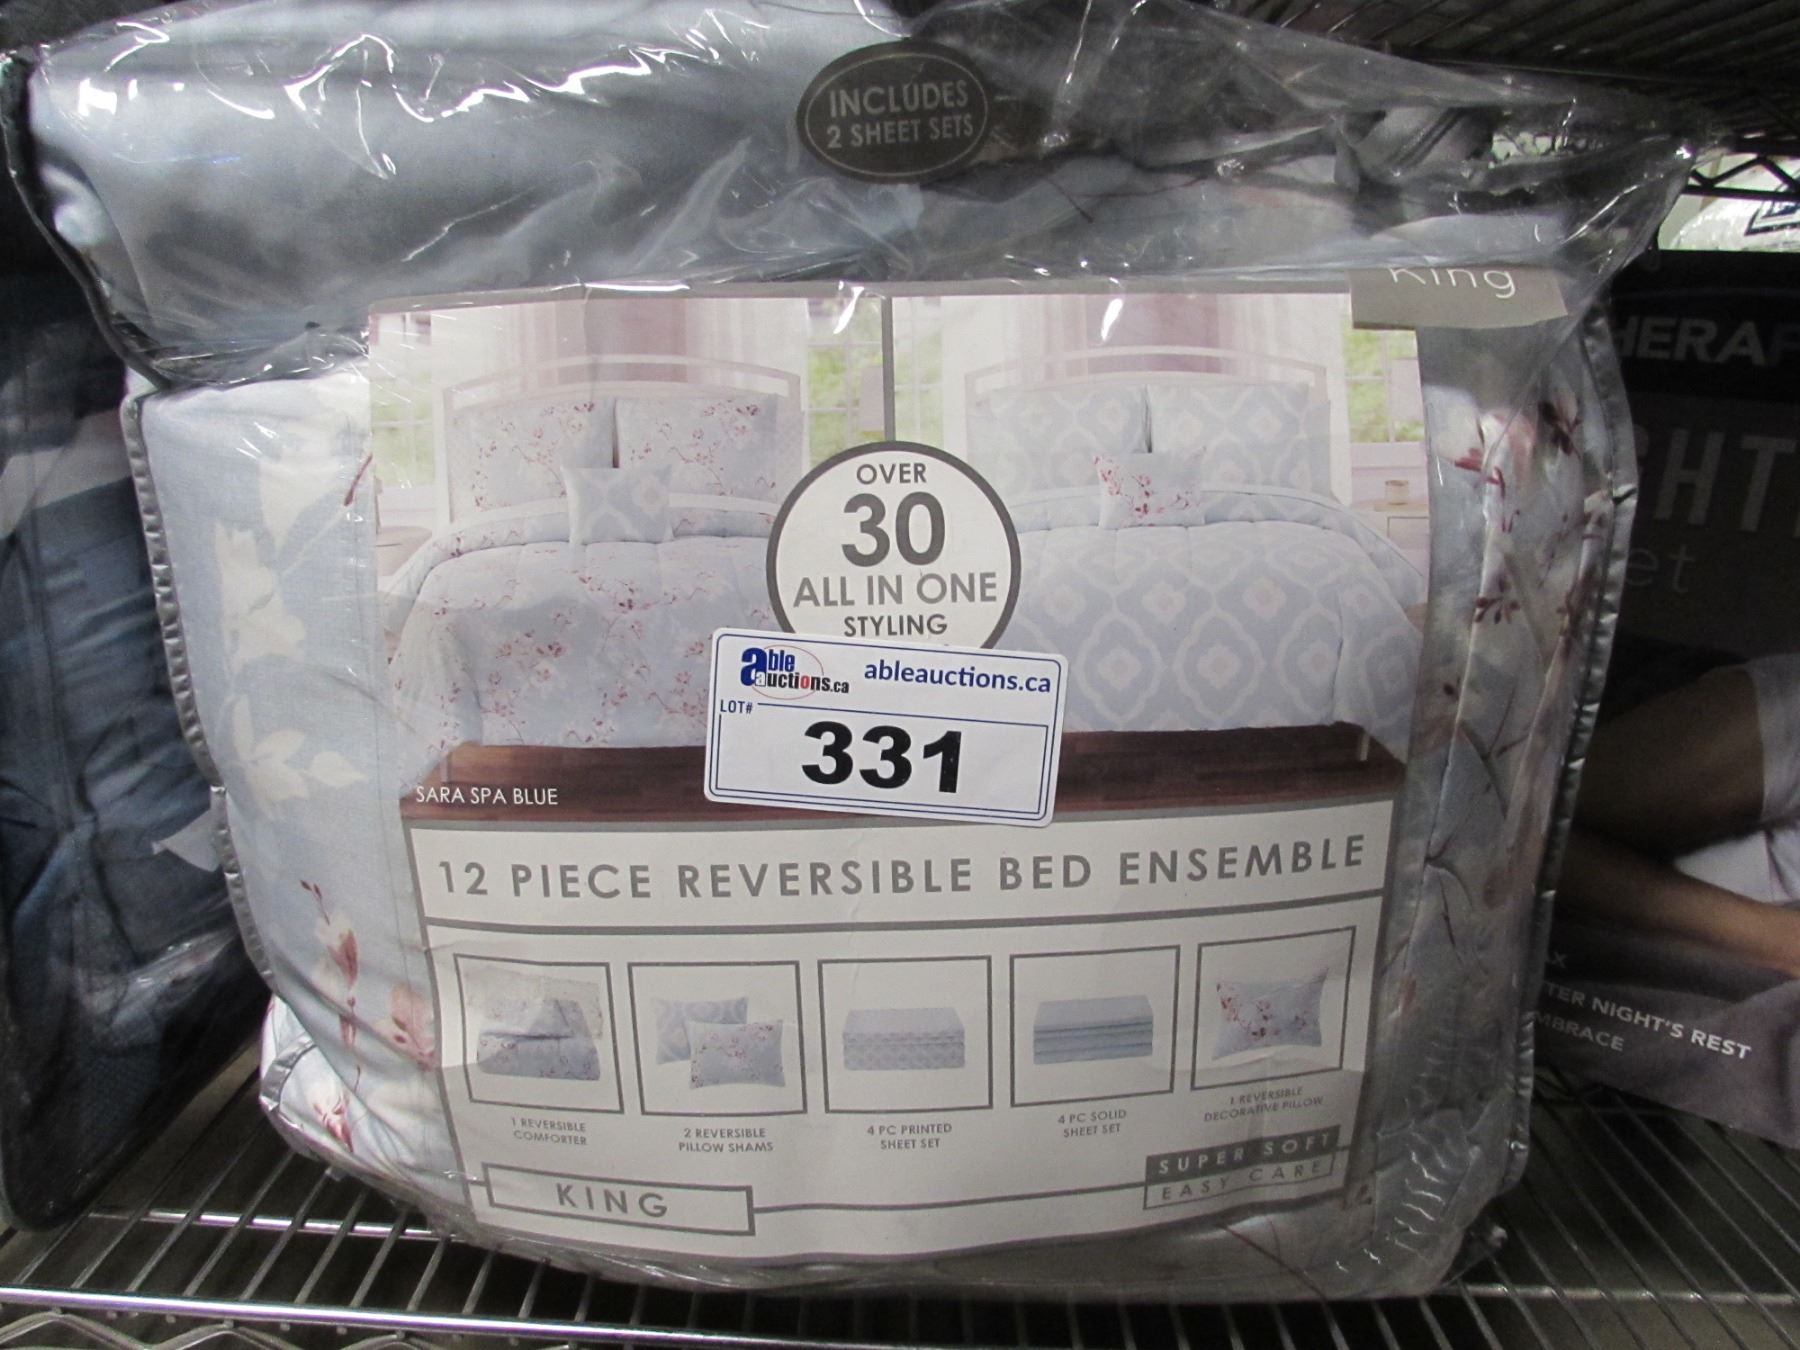 INCLUDES
2 SHEET SETS
King
OVER
30
ALL IN ONE
STYLING
able
auctions.ca
ableauctions.ca
LOT#
331
SARA SPA BLUE
12 PIECE REVERSIBLE BED ENSEMBLE
1 REVERSIBLE
COMFORTER
2 REVERSIBLE
PILLOW SHAMS
4 PC PRINTED
SHEET SET
4 PC SOLID
SHEET SET
1 REVERSIBLE
DECORATIVE PILLOW
KING
SUPER SOFT
EASY CARE
NIGHT'S REST